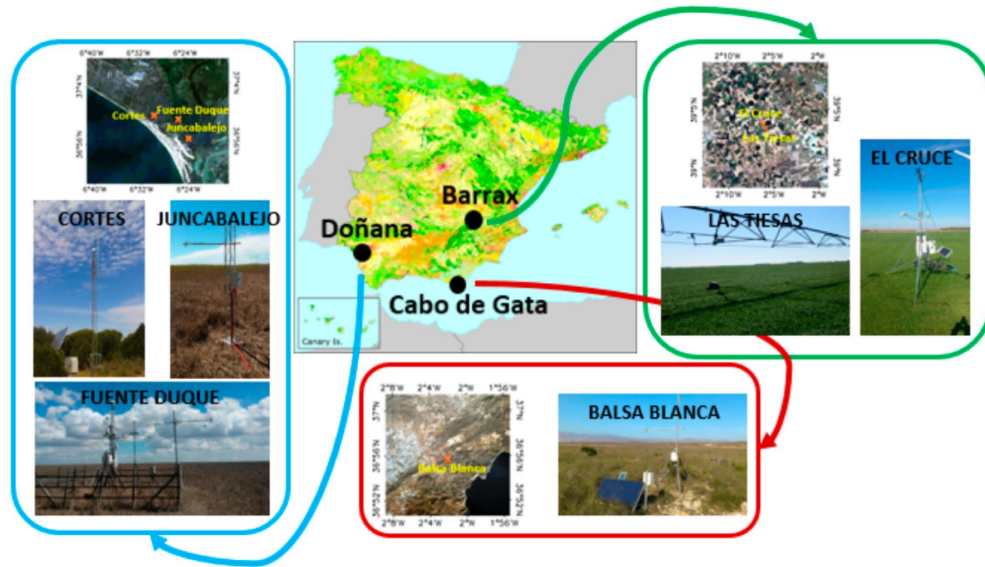 6°40'W 6°32'W 6°24'W
37°4'N
37°4'N
Fuente Duque
Cortes
Juncabalejo
36°56'N
36°56'N
6°40'W 6°32'W 6°24'W
CORTES
JUNCABALEJO
FUENTE DUQUE
Barrax
Doñana
Cabo de Gata
Canary Is.
2°10'W 2°5'W 2°W
39°5'N
39°5'N
El Cruce
Las Tiesas
39°N
39°N
2°10'W 2°5'W 2°W
EL CRUCE
LAS TIESAS
2°8'W 2°4'W 2°W 1°56'W
37°N
37°N
36°56'N
36°56'N
Balsa Blanca
36°52'N
36°52'N
2°8'W 2°4'W 2°W 1°56'W
BALSA BLANCA